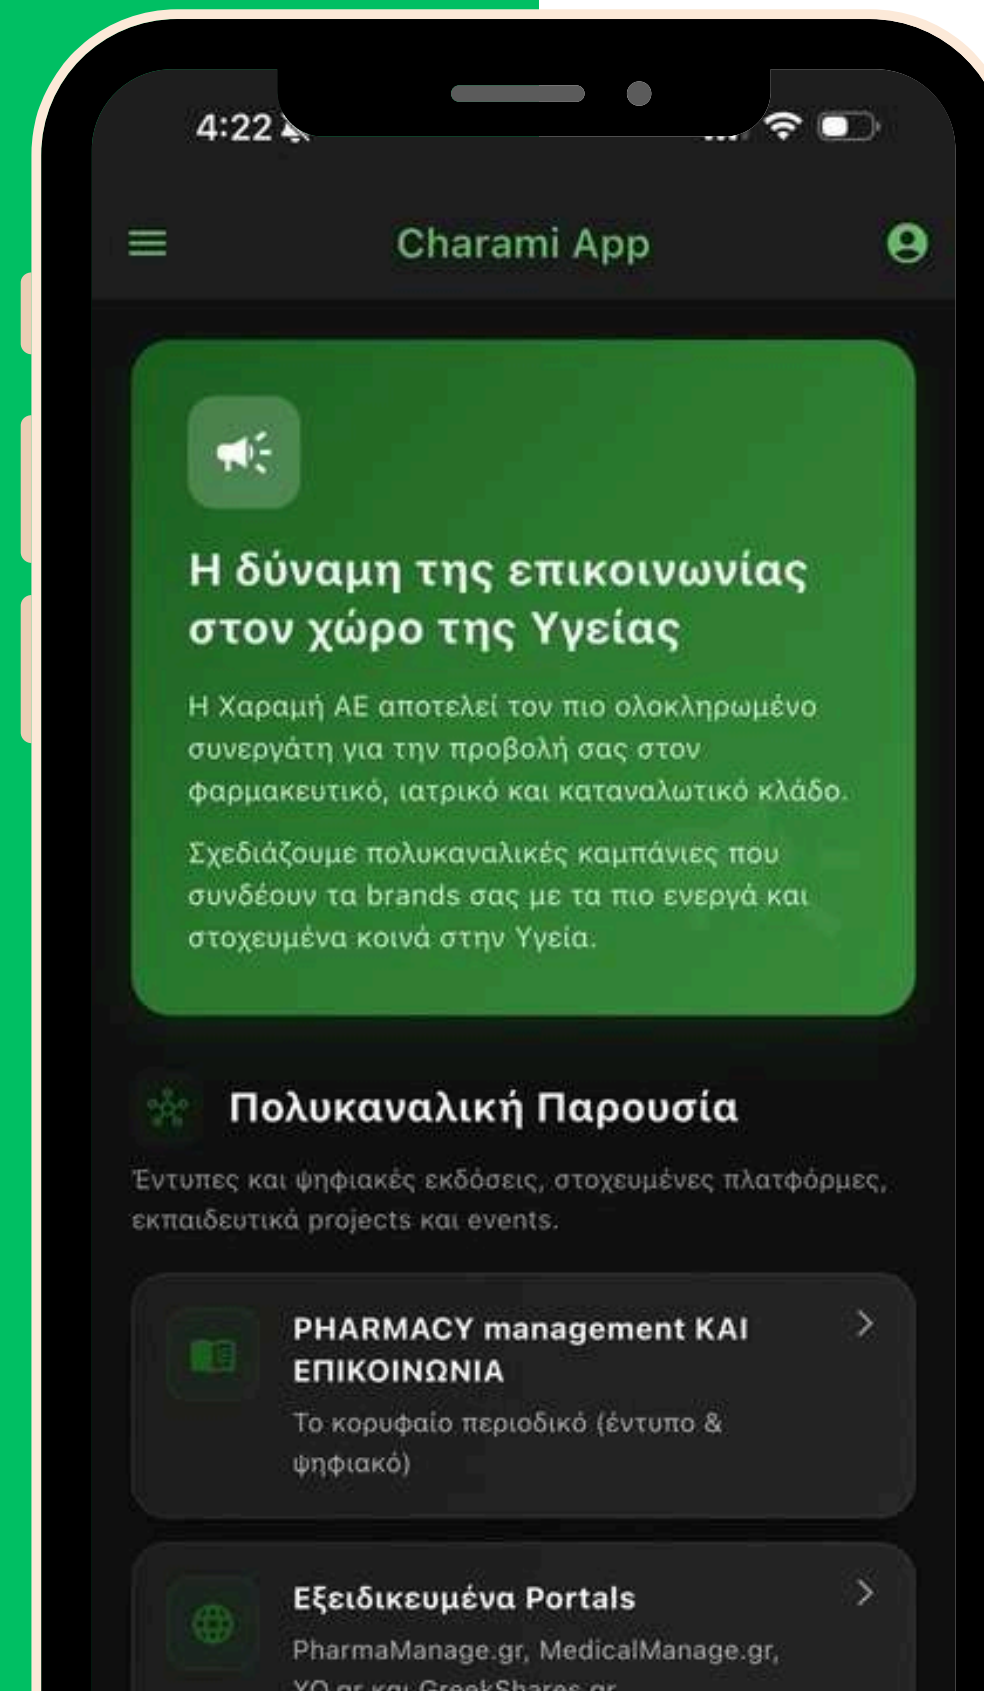 4:22
Charami App
Η δύναμη της επικοινωνίας
στον χώρο της Υγείας
Η Χαραμή ΑΕ αποτελεί τον πιο ολοκληρωμένο
συνεργάτη για την προβολή σας στον
φαρμακευτικό, ιατρικό και καταναλωτικό κλάδο.
Σχεδιάζουμε πολυκαναλικές καμπάνιες που
συνδέουν τα brands σας με τα πιο ενεργά και
στοχευμένα κοινά στην Υγεία.
Πολυκαναλική Παρουσία
Έντυπες και ψηφιακές εκδόσεις, στοχευμένες πλατφόρμες,
εκπαιδευτικά projects και events.
PHARMACY management ΚΑΙ
ΕΠΙΚΟΙΝΩΝΙΑ
Το κορυφαίο περιοδικό (έντυπο &
ψηφιακό)
Εξειδικευμένα Portals
PharmaManage.gr, MedicalManage.gr,
και GreekShares.gr